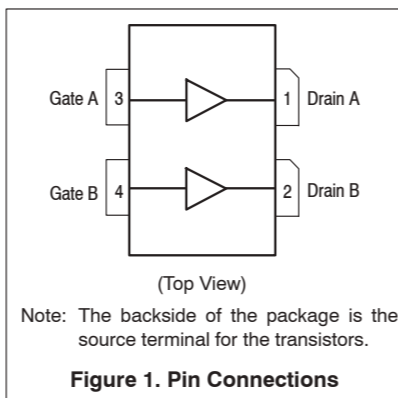 Gate A 3 1 Drain A
Gate B 4 2 Drain B
(Top View)
Note: The backside of the package is the
source terminal for the transistors.
Figure 1. Pin Connections